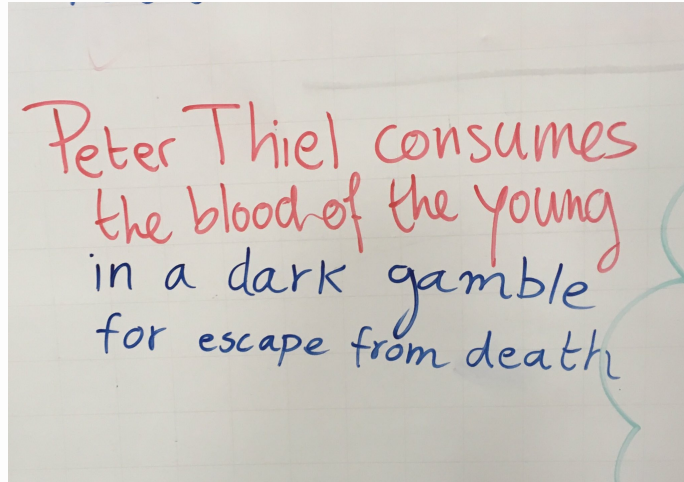 Peter Thiel consumes
the blood of the young
in a dark gamble
for escape from death